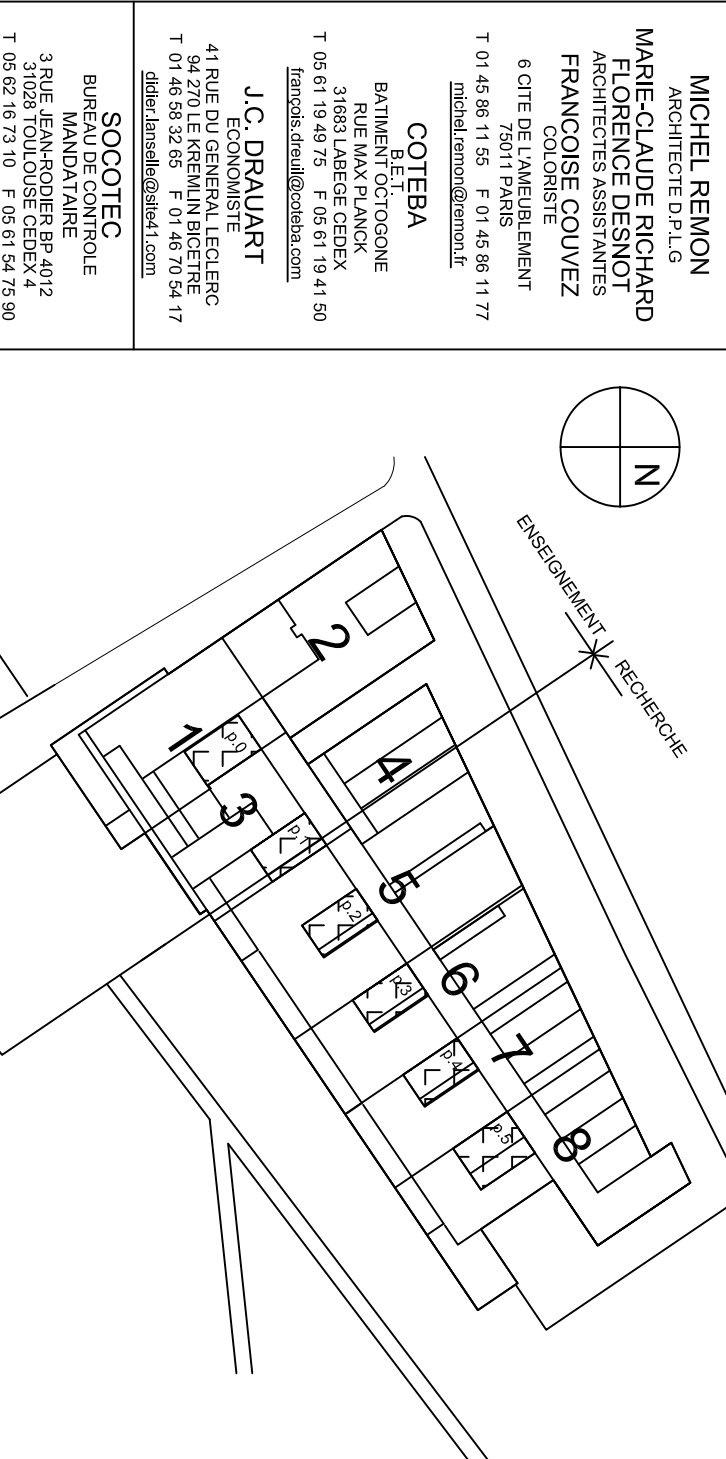 MICHEL REMON
ARCHITECTE D.P.L.G
MARIE-CLAUDE RICHARD
FLORENCE DESNOT
ARCHITECTES ASSISTANTES
FRANCOISE COUVEZ
COLORISTE
6 CITE DE L'AMEUBLEMENT
75011 PARIS
T 01 45 86 11 55 F 01 45 86 11 77
michel.remon@remon.fr
COTEBA
B.E.T.
BATIMENT OCTOGONE
RUE MAX PLANCK
31683 LABEGE CEDEX
T 05 61 19 49 75 F 05 61 19 41 50
françois.dreuil@coteba.com
J.C. DRAUART
ECONOMISTE
41 RUE DU GENERAL LECLERC
94 270 LE KREMLIN BICETRE
T 01 46 58 32 65 F 01 46 70 54 17
didier.lanselle@site41.com
SOCOTEC
BUREAU DE CONTROLE
MANDATAIRE
3 RUE JEAN-RODIER BP 4012
31028 TOULOUSE CEDEX 4
T 05 62 16 73 10 F 05 61 54 75 90
N
ENSEIGNEMENT
RECHERCHE
2
4
5
6
7
8
1
3
p.0
p.1
p.2
p.3
p.4
p.5